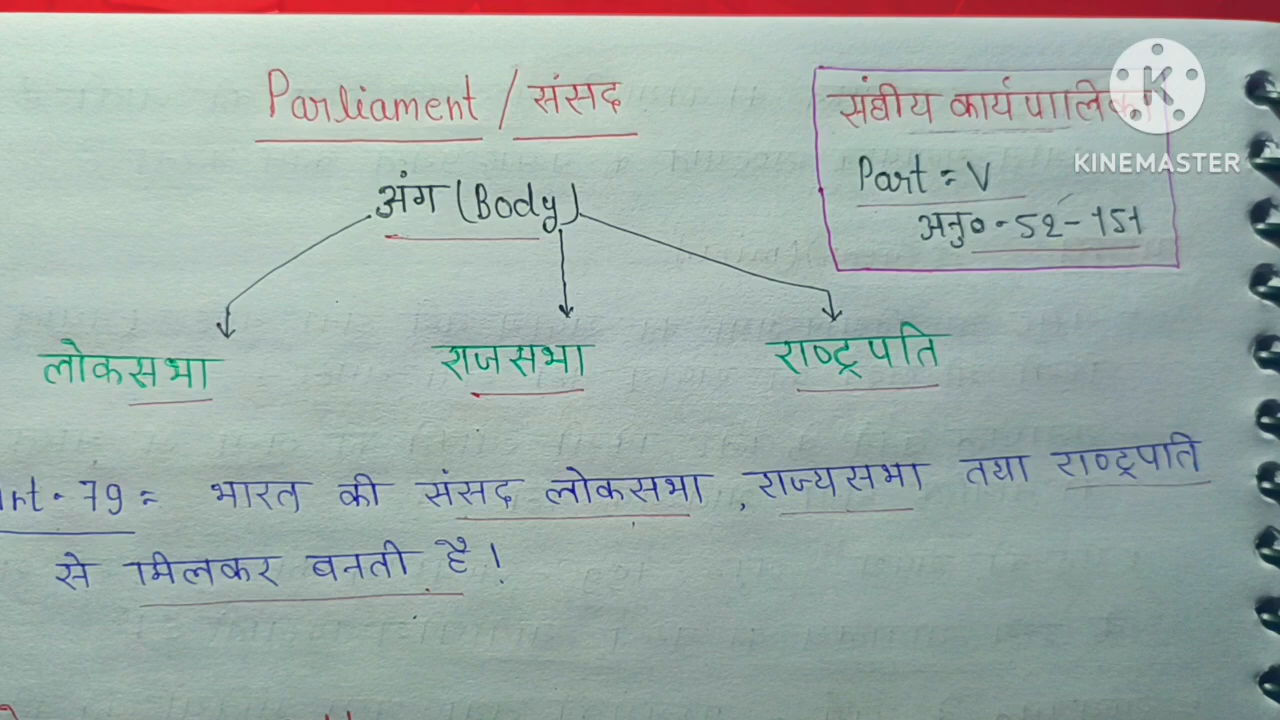 Parliament / संसद
संघीय कार्यपालिका
KINEMASTER
Part = V
अनु० - 52 - 151
अंग (Body)
लोकसभा राजसभा राष्ट्रपति
Art - 79 = भारत की संसद लोकसभा , राज्यसभा तथा राष्ट्रपति
से मिलकर बनती है !